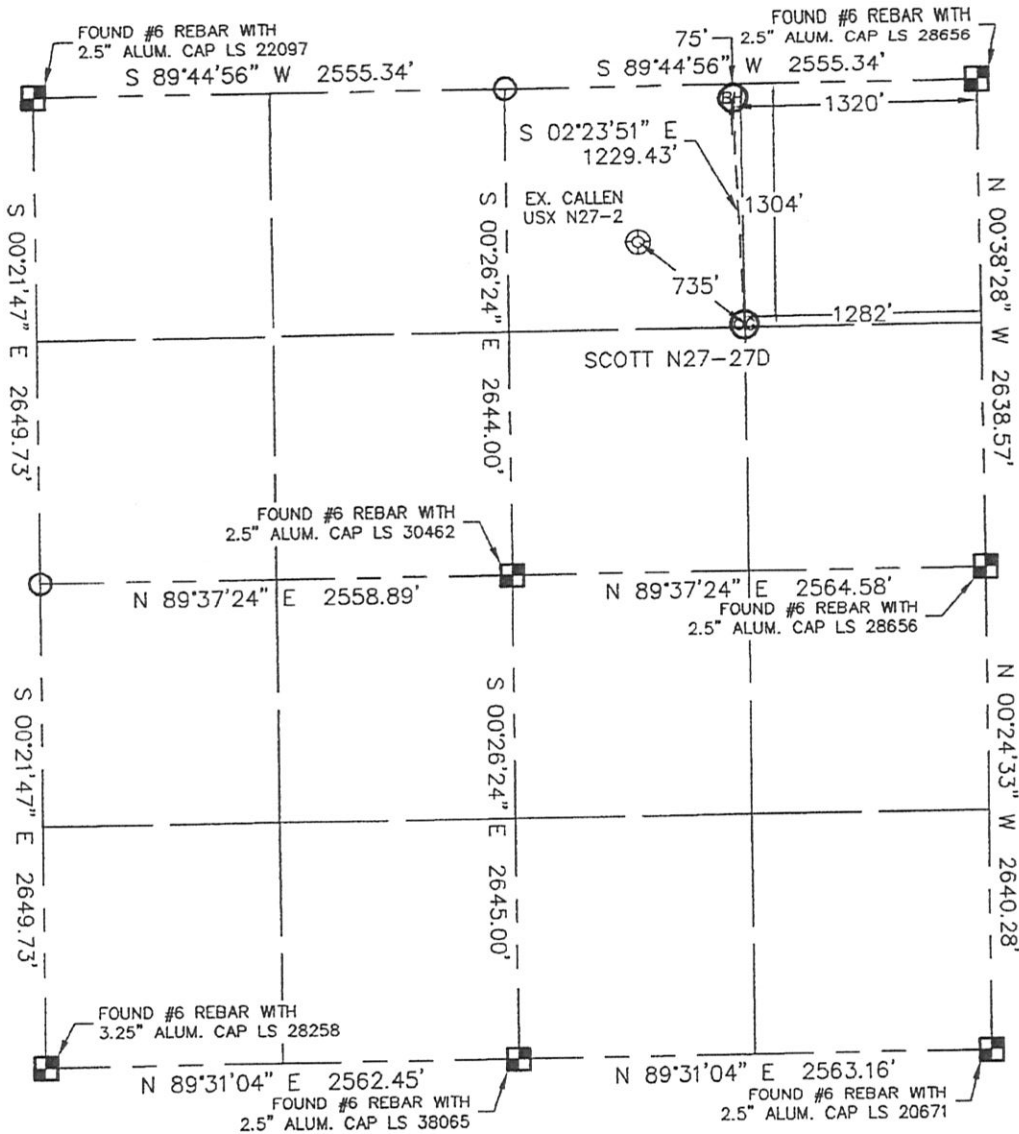 FOUND #6 REBAR WITH
2.5" ALUM. CAP LS 22097
S 89°44'56" W 2555.34'
75'
FOUND #6 REBAR WITH
2.5" ALUM. CAP LS 28656
S 89°44'56" W 2555.34'
BH
1320'
S 02°23'51" E
1229.43'
EX. CALLEN
USX N27-2
1304'
735'
1282'
SCOTT N27-27D
S 00°21'47" E 2649.73'
S 00°26'24" E 2644.00'
N 00°38'28" W 2638.57'
FOUND #6 REBAR WITH
2.5" ALUM. CAP LS 30462
N 89°37'24" E 2558.89'
N 89°37'24" E 2564.58'
FOUND #6 REBAR WITH
2.5" ALUM. CAP LS 28656
S 00°21'47" E 2649.73'
S 00°26'24" E 2645.00'
N 00°24'33" W 2640.28'
FOUND #6 REBAR WITH
3.25" ALUM. CAP LS 28258
N 89°31'04" E 2562.45'
FOUND #6 REBAR WITH
2.5" ALUM. CAP LS 38065
N 89°31'04" E 2563.16'
FOUND #6 REBAR WITH
2.5" ALUM. CAP LS 20671